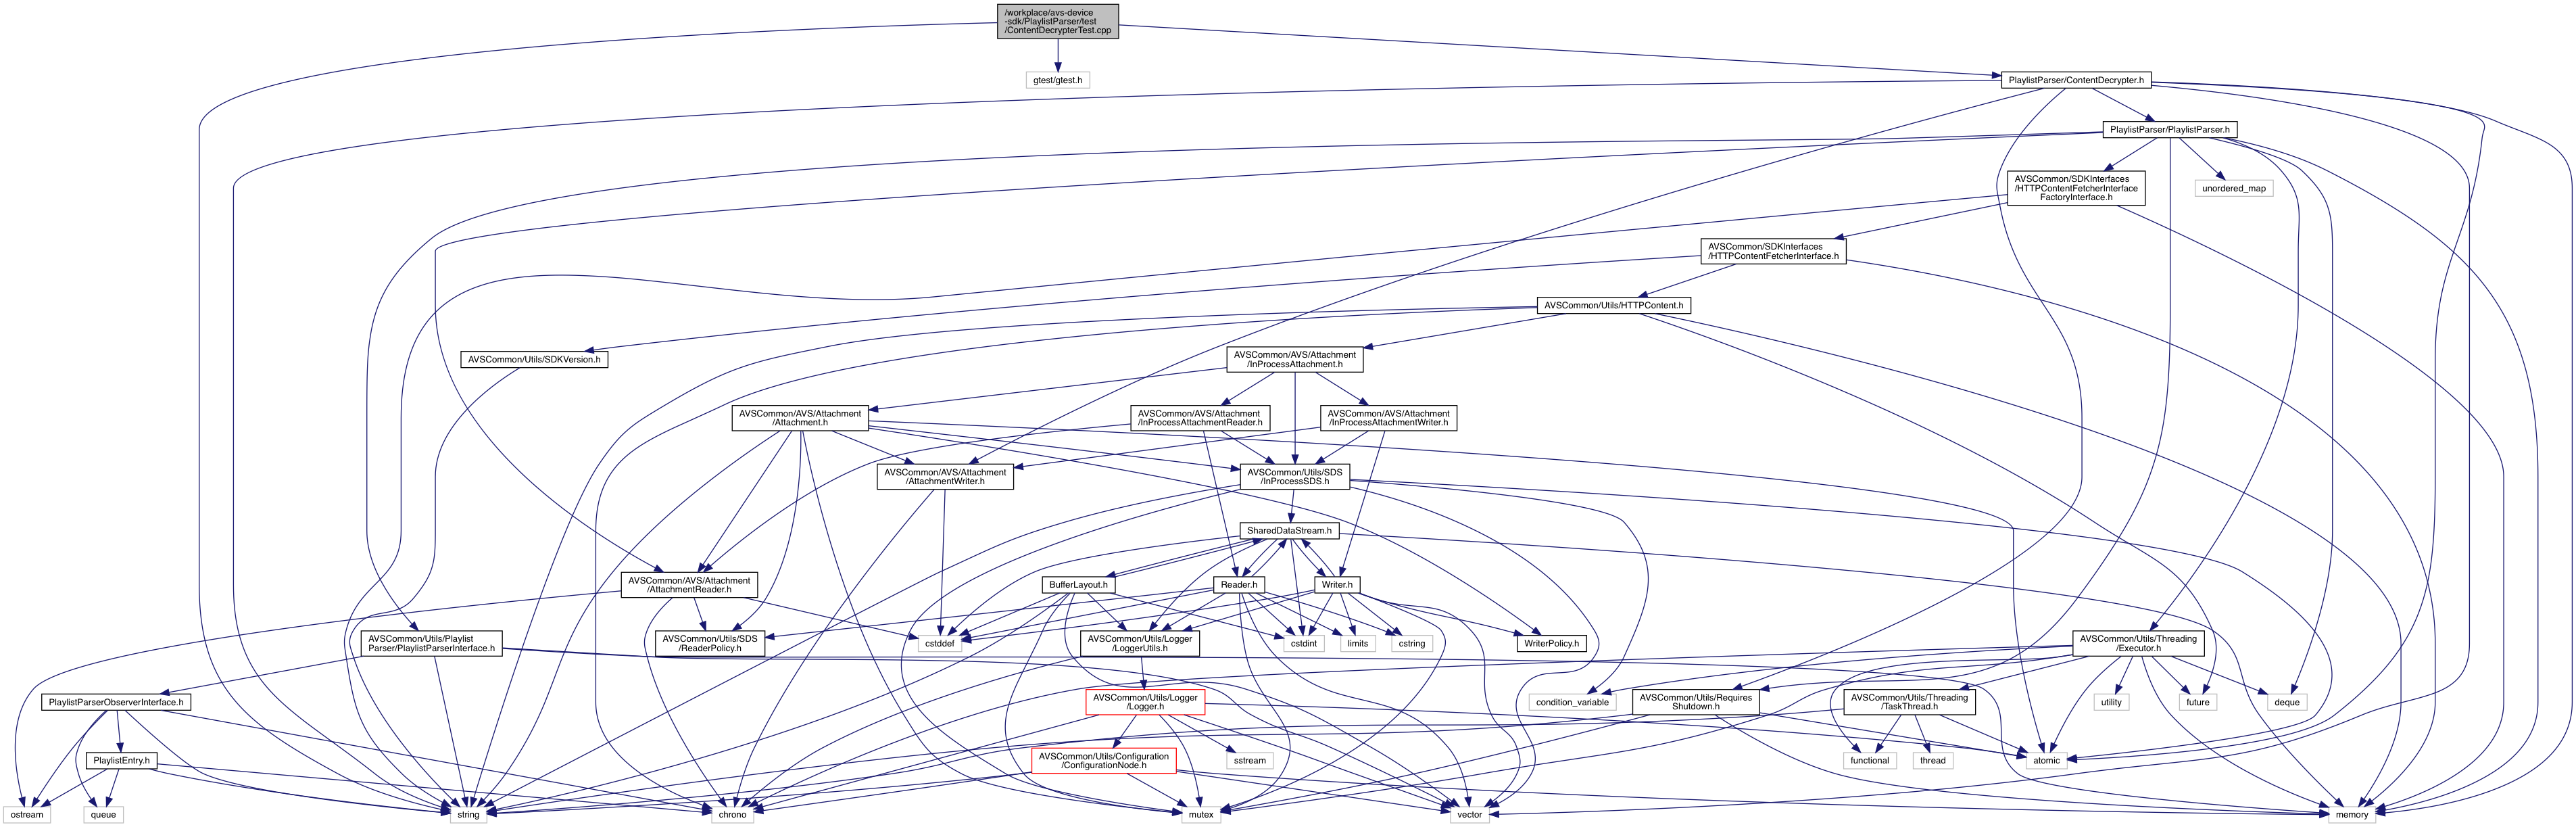 /workplace/avs-device
-sdk/PlaylistParser/test
/ContentDecrypterTest.cpp
gtest/gtest.h
PlaylistParser/ContentDecrypter.h
PlaylistParser/PlaylistParser.h
AVSCommon/SDKInterfaces
/HTTPContentFetcherInterface
FactoryInterface.h
unordered_map
AVSCommon/SDKInterfaces
/HTTPContentFetcherInterface.h
AVSCommon/Utils/HTTPContent.h
AVSCommon/Utils/SDKVersion.h
AVSCommon/AVS/Attachment
/InProcessAttachment.h
AVSCommon/AVS/Attachment
/Attachment.h
AVSCommon/AVS/Attachment
/InProcessAttachmentReader.h
AVSCommon/AVS/Attachment
/InProcessAttachmentWriter.h
AVSCommon/AVS/Attachment
/AttachmentWriter.h
AVSCommon/Utils/SDS
/InProcessSDS.h
SharedDataStream.h
AVSCommon/AVS/Attachment
/AttachmentReader.h
BufferLayout.h
Reader.h
Writer.h
AVSCommon/Utils/Playlist
Parser/PlaylistParserInterface.h
AVSCommon/Utils/SDS
/ReaderPolicy.h
cstddef
AVSCommon/Utils/Logger
/LoggerUtils.h
cstdint
limits
cstring
WriterPolicy.h
AVSCommon/Utils/Threading
/Executor.h
PlaylistParserObserverInterface.h
AVSCommon/Utils/Logger
/Logger.h
condition_variable
AVSCommon/Utils/Requires
Shutdown.h
AVSCommon/Utils/Threading
/TaskThread.h
utility
future
deque
PlaylistEntry.h
AVSCommon/Utils/Configuration
/ConfigurationNode.h
sstream
functional
thread
atomic
ostream
queue
string
chrono
mutex
vector
memory